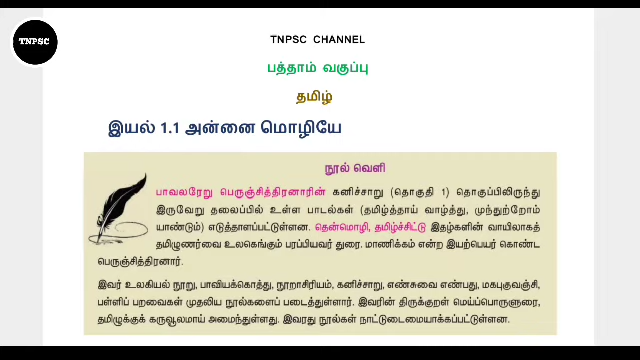 TNPSC
TNPSC CHANNEL
பத்தாம் வகுப்பு
தமிழ்
இயல் 1.1 அன்னை மொழியே
நூல் வெளி
பாவலரேறு பெருஞ்சித்திரனாரின் கனிச்சாறு (தொகுதி 1) தொகுப்பிலிருந்து
இருவேறு தலைப்பில் உள்ள பாடல்கள் (தமிழ்த்தாய் வாழ்த்து, முந்துற்றோம்
யாண்டும்) எடுத்தாளப்பட்டுள்ளன. தென்மொழி, தமிழ்ச்சிட்டு இதழ்களின் வாயிலாகத்
தமிழுணர்வை உலகெங்கும் பரப்பியவர் துரை. மாணிக்கம் என்ற இயற்பெயர் கொண்ட
பெருஞ்சித்திரனார்.
இவர் உலகியல் நூறு, பாவியக்கொத்து, நூறாசிரியம், கனிச்சாறு, எண்சுவை எண்பது, மகபுகுவஞ்சி,
பள்ளிப் பறவைகள் முதலிய நூல்களைப் படைத்துள்ளார். இவரின் திருக்குறள் மெய்ப்பொருளுரை,
தமிழுக்குக் கருவூலமாய் அமைந்துள்ளது. இவரது நூல்கள் நாட்டுடைமையாக்கப்பட்டுள்ளன.